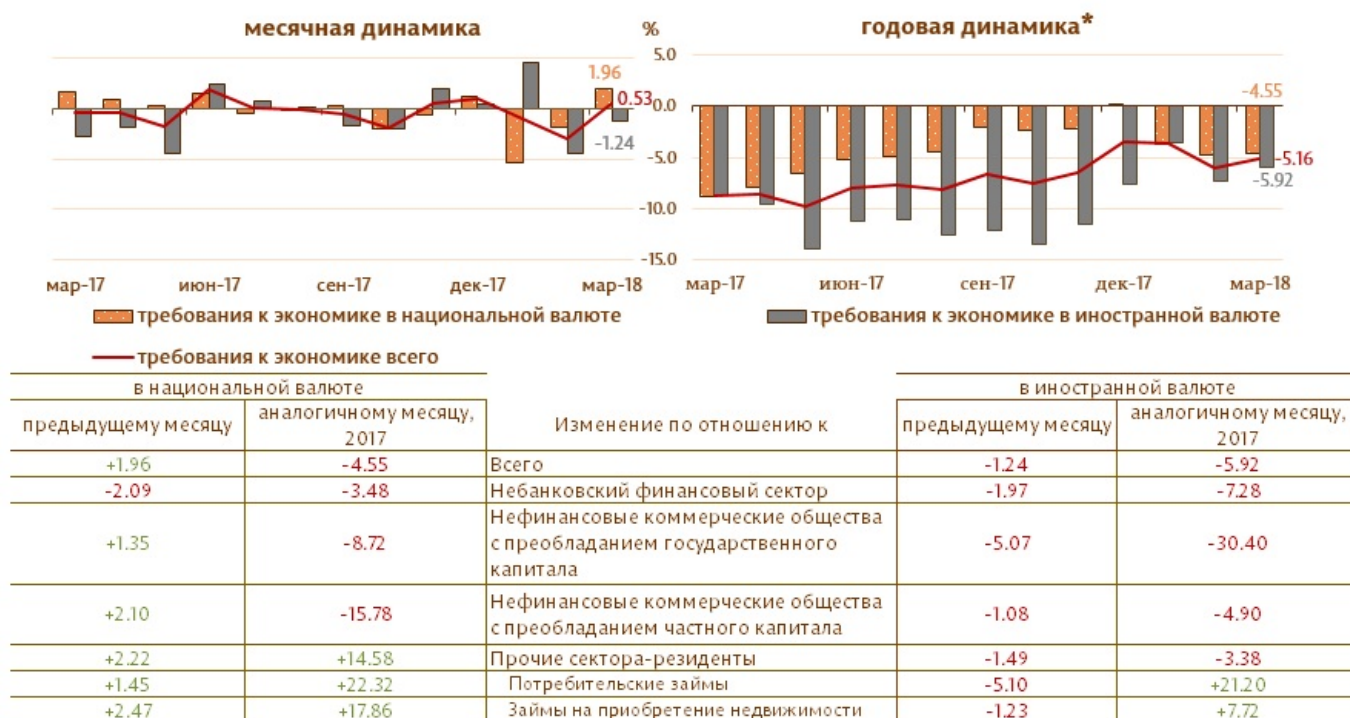 месячная динамика
%
годовая динамика*
5.0
0.0
-5.0
-10.0
-15.0
1.96
0.53
-1.24
-4.55
-5.16
-5.92
мар-17 июн-17 сен-17 дек-17 мар-18
мар-17 июн-17 сен-17 дек-17 мар-18
требования к экономике в национальной валюте
требования к экономике в иностранной валюте
требования к экономике всего
в национальной валюте
в иностранной валюте
предыдущему месяцу
аналогичному месяцу,
2017
Изменение по отношению к
предыдущему месяцу
аналогичному месяцу,
2017
+1.96 -4.55 Всего -1.24 -5.92
-2.09 -3.48 Небанковский финансовый сектор -1.97 -7.28
Нефинансовые коммерческие общества
+1.35 -8.72 с преобладанием государственного -5.07 -30.40
капитала
Нефинансовые коммерческие общества
+2.10 -15.78 с преобладанием частного капитала -1.08 -4.90
+2.22 +14.58 Прочие сектора-резиденты -1.49 -3.38
+1.45 +22.32 Потребительские займы -5.10 +21.20
+2.47 +17.86 Займы на приобретение недвижимости -1.23 +7.72